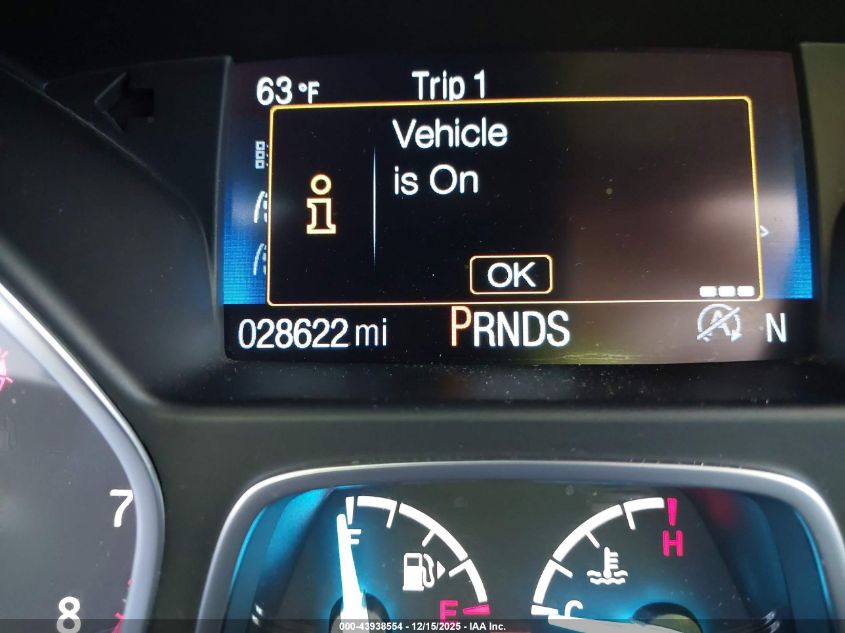 63°F Trip 1
Vehicle
is On
OK
028622 mi PRNDS N
7
8
F
E
H
C
000-43938554 - 12/15/2025 - IAA Inc.